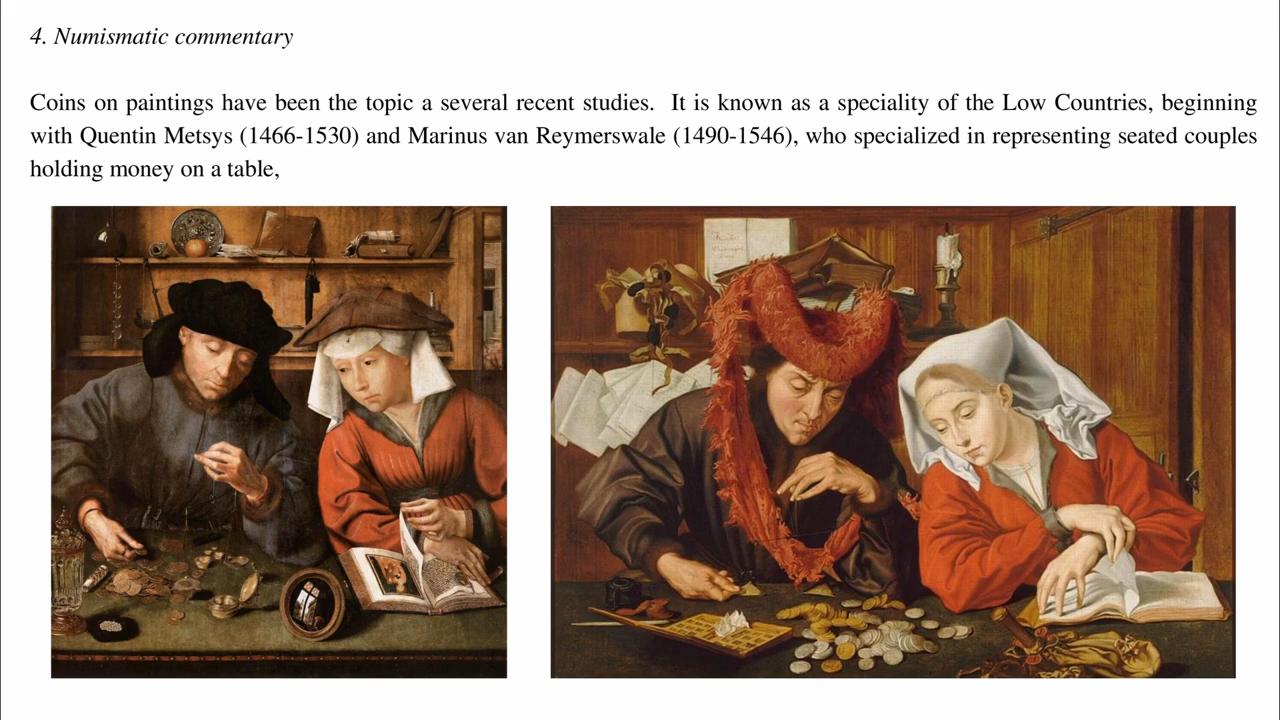 4. Numismatic commentary
Coins on paintings have been the topic a several recent studies. It is known as a speciality of the Low Countries, beginning
with Quentin Metsys (1466-1530) and Marinus van Reymerswale (1490-1546), who specialized in representing seated couples
holding money on a table,